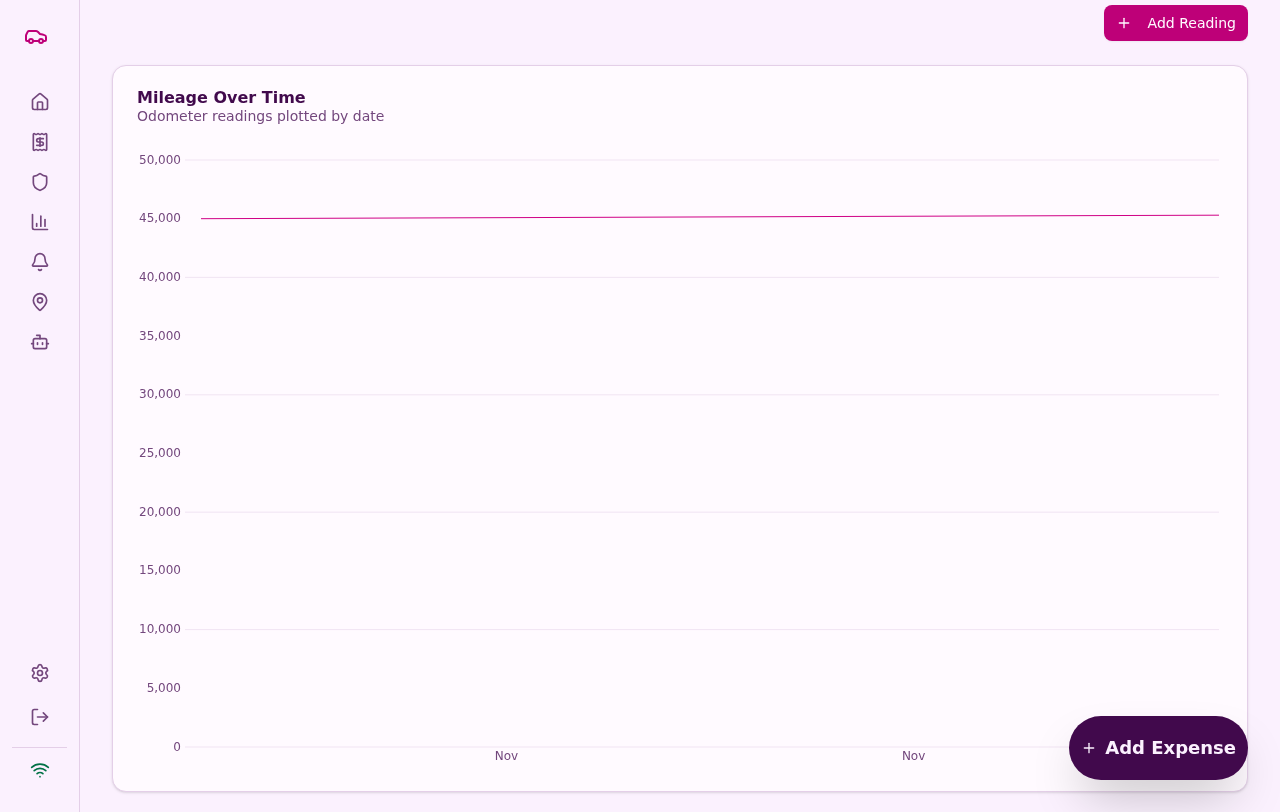 Add Reading
Mileage Over Time
Odometer readings plotted by date
50,000
45,000
40,000
35,000
30,000
25,000
20,000
15,000
10,000
5,000
0
Nov
Nov
Add Expense